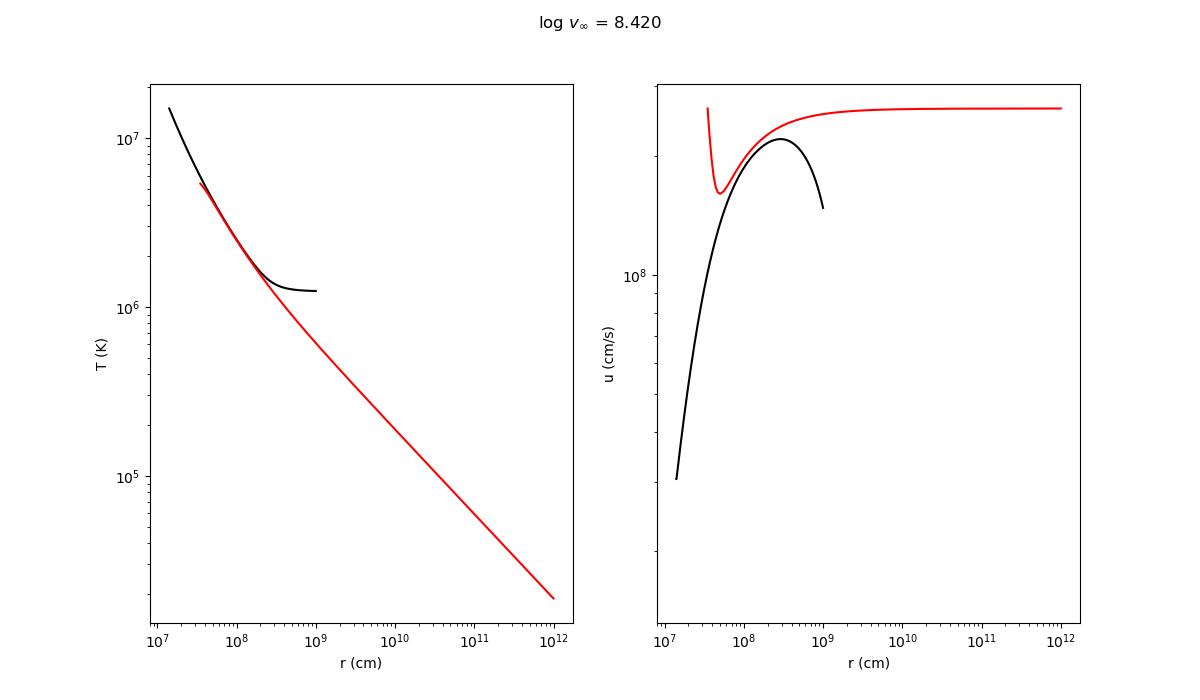 log v∞ = 8.420
10⁷
10⁶
10⁵
T (K)
10⁷ 10⁸ 10⁹ 10¹⁰ 10¹¹ 10¹²
r (cm)
10⁸
u (cm/s)
10⁷ 10⁸ 10⁹ 10¹⁰ 10¹¹ 10¹²
r (cm)